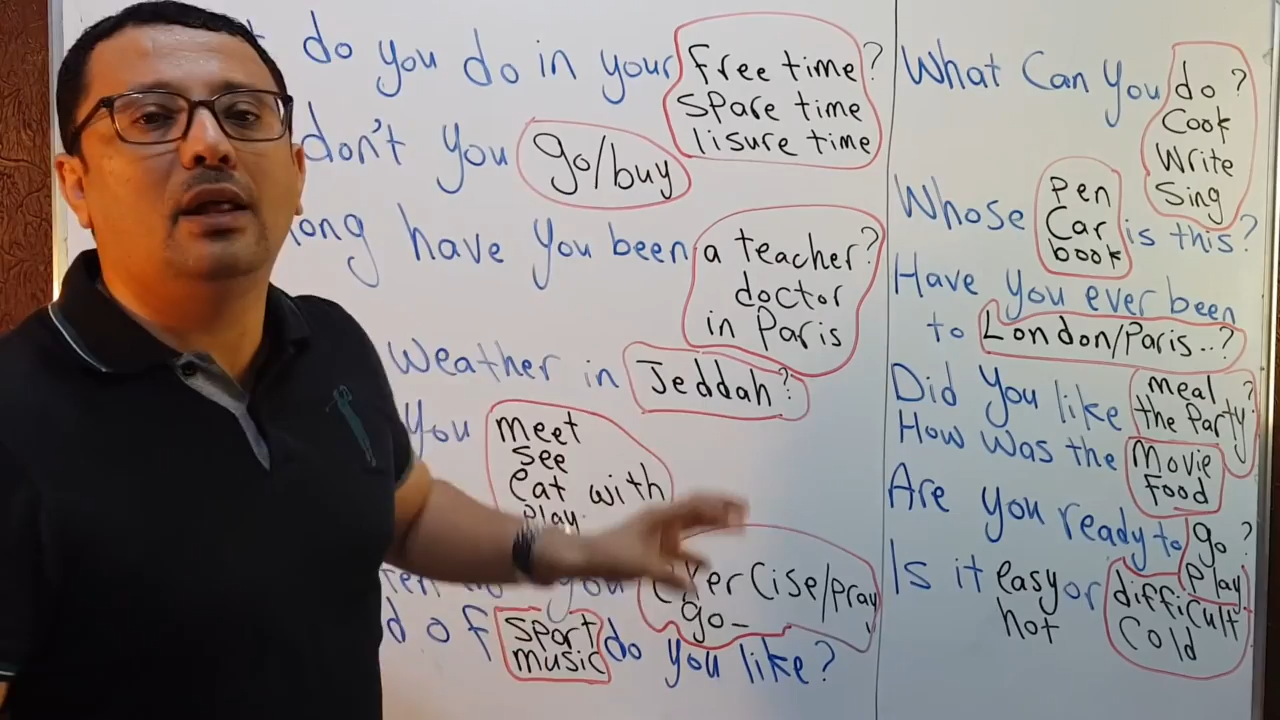 do you do in your free time?
spare time
lisure time
don't you go/buy
long have you been a teacher?
doctor
in Paris
Weather in Jeddah?
you meet
see
eat with
play
you exercise/pray
go_
of sport do you like?
music
What Can You do?
Cook
Write
Sing
Whose pen is this?
Car
book
Have you ever been
to London/Paris..?
Did You like meal?
the Party
How Was the Movie
food
Are you ready to go?
Play
Is it easy or difficult
hot Cold